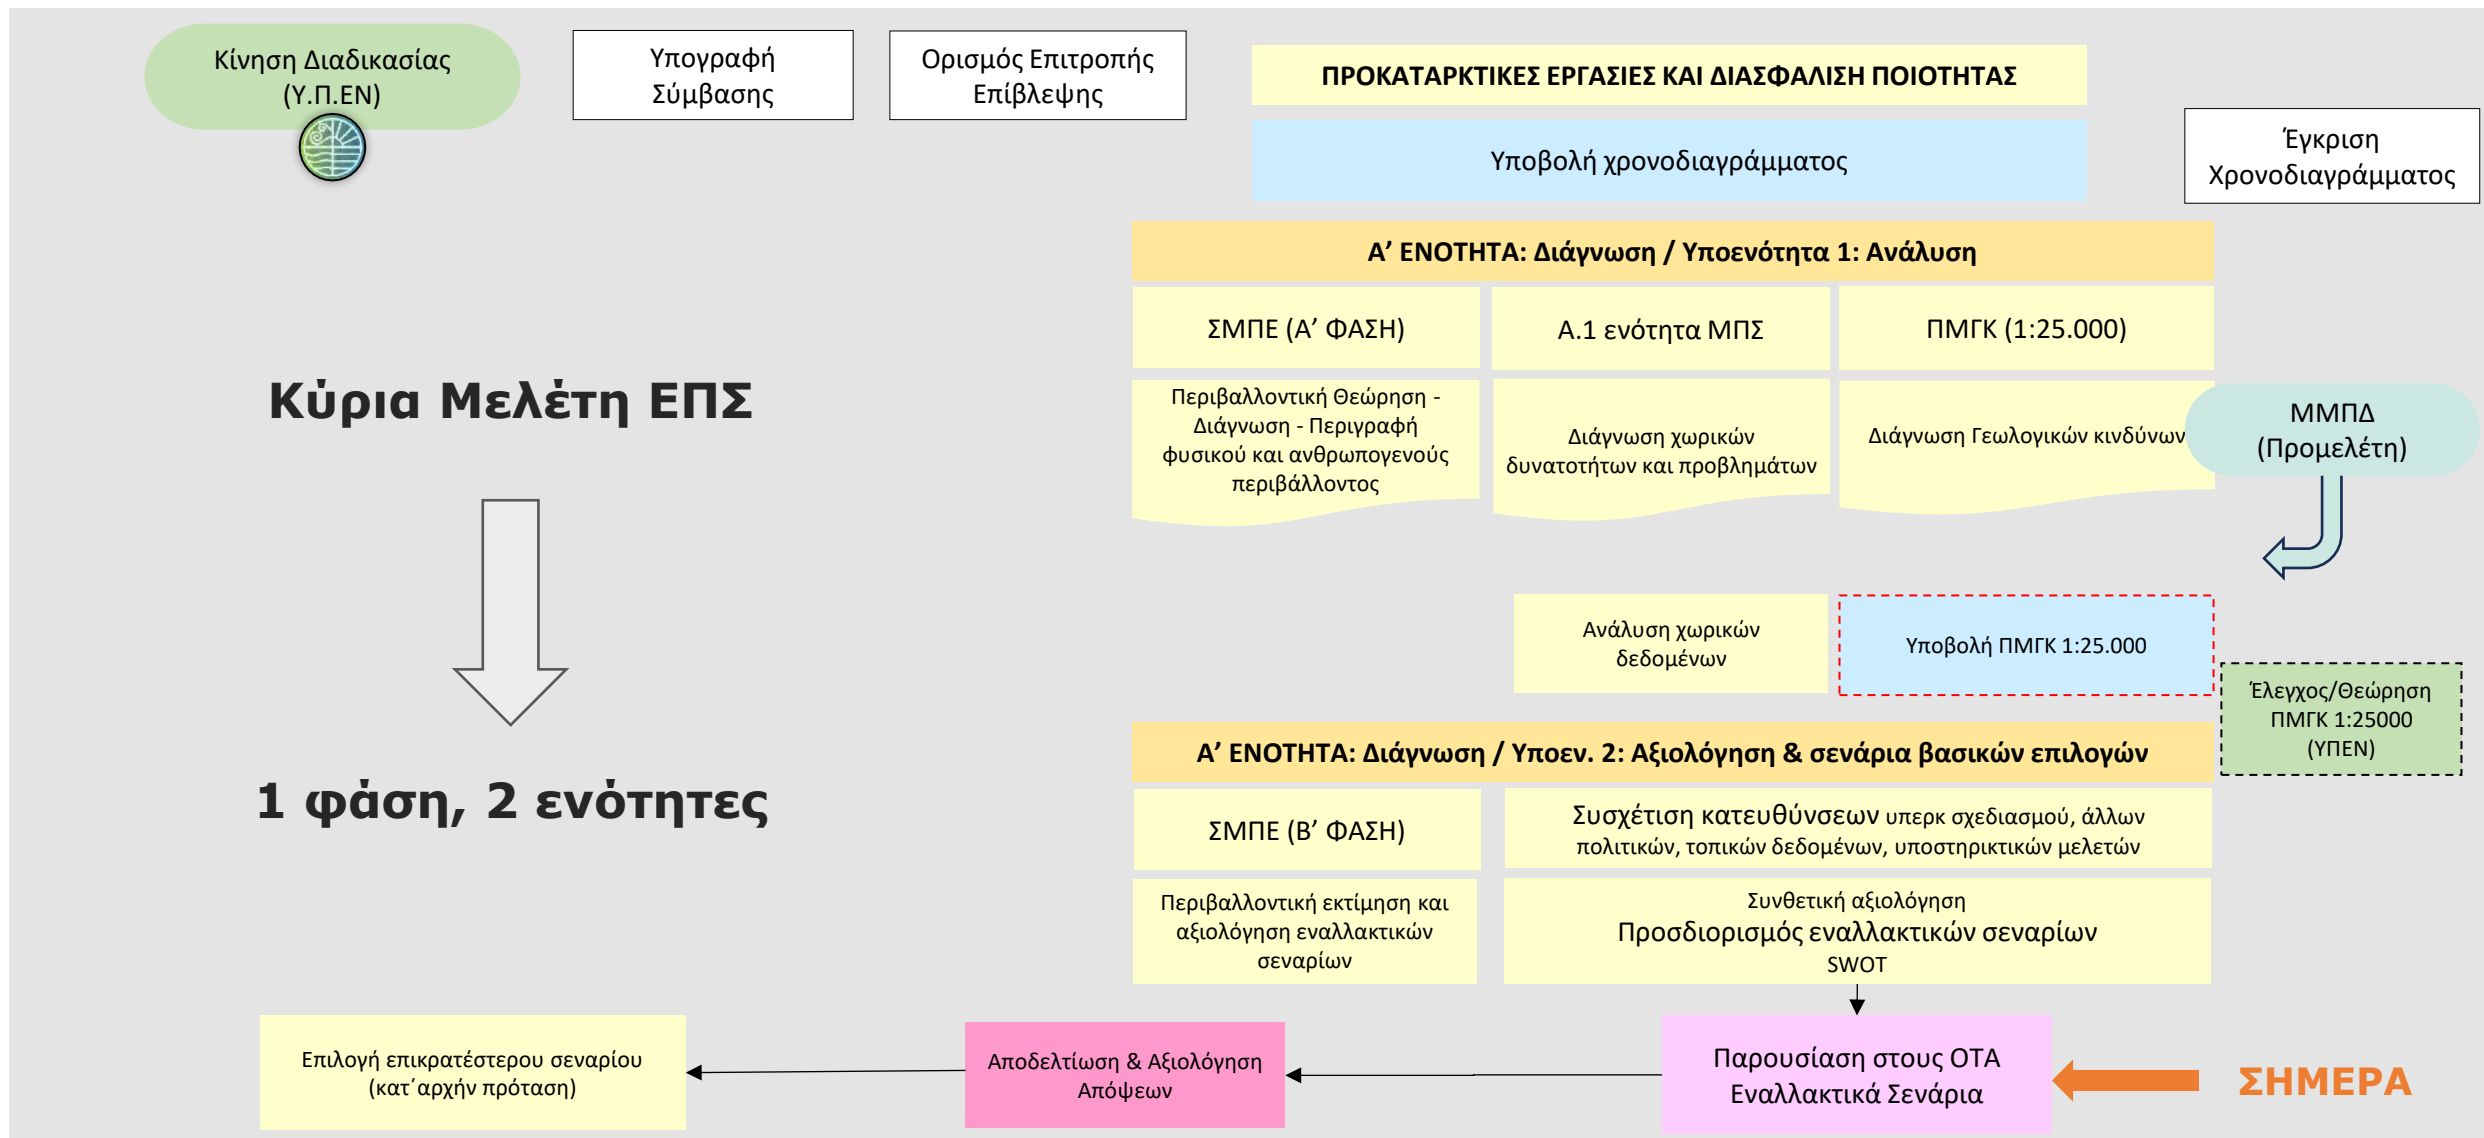 Κίνηση Διαδικασίας
(Υ.Π.ΕΝ)
Υπογραφή
Σύμβασης
Ορισμός Επιτροπής
Επίβλεψης
ΠΡΟΚΑΤΑΡΚΤΙΚΕΣ ΕΡΓΑΣΙΕΣ ΚΑΙ ΔΙΑΣΦΑΛΙΣΗ ΠΟΙΟΤΗΤΑΣ
Υποβολή χρονοδιαγράμματος
Έγκριση
Χρονοδιαγράμματος
Α’ ΕΝΟΤΗΤΑ: Διάγνωση / Υποενότητα 1: Ανάλυση
ΣΜΠΕ (Α’ ΦΑΣΗ)
Α.1 ενότητα ΜΠΣ
ΠΜΓΚ (1:25.000)
Περιβαλλοντική Θεώρηση -
Διάγνωση - Περιγραφή
φυσικού και ανθρωπογενούς
περιβάλλοντος
Διάγνωση χωρικών
δυνατοτήτων και προβλημάτων
Διάγνωση Γεωλογικών κινδύνων
ΜΜΠΔ
(Προμελέτη)
Κύρια Μελέτη ΕΠΣ
Ανάλυση χωρικών
δεδομένων
Υποβολή ΠΜΓΚ 1:25.000
Έλεγχος/Θεώρηση
ΠΜΓΚ 1:25000
(ΥΠΕΝ)
1 φάση, 2 ενότητες
Α’ ΕΝΟΤΗΤΑ: Διάγνωση / Υποεν. 2: Αξιολόγηση & σενάρια βασικών επιλογών
ΣΜΠΕ (Β’ ΦΑΣΗ)
Συσχέτιση κατευθύνσεων υπερκ σχεδιασμού, άλλων
πολιτικών, τοπικών δεδομένων, υποστηρικτικών μελετών
Περιβαλλοντική εκτίμηση και
αξιολόγηση εναλλακτικών
σεναρίων
Συνθετική αξιολόγηση
Προσδιορισμός εναλλακτικών σεναρίων
SWOT
Επιλογή επικρατέστερου σεναρίου
(κατ΄αρχήν πρόταση)
Αποδελτίωση & Αξιολόγηση
Απόψεων
Παρουσίαση στους ΟΤΑ
Εναλλακτικά Σενάρια
ΣΗΜΕΡΑ